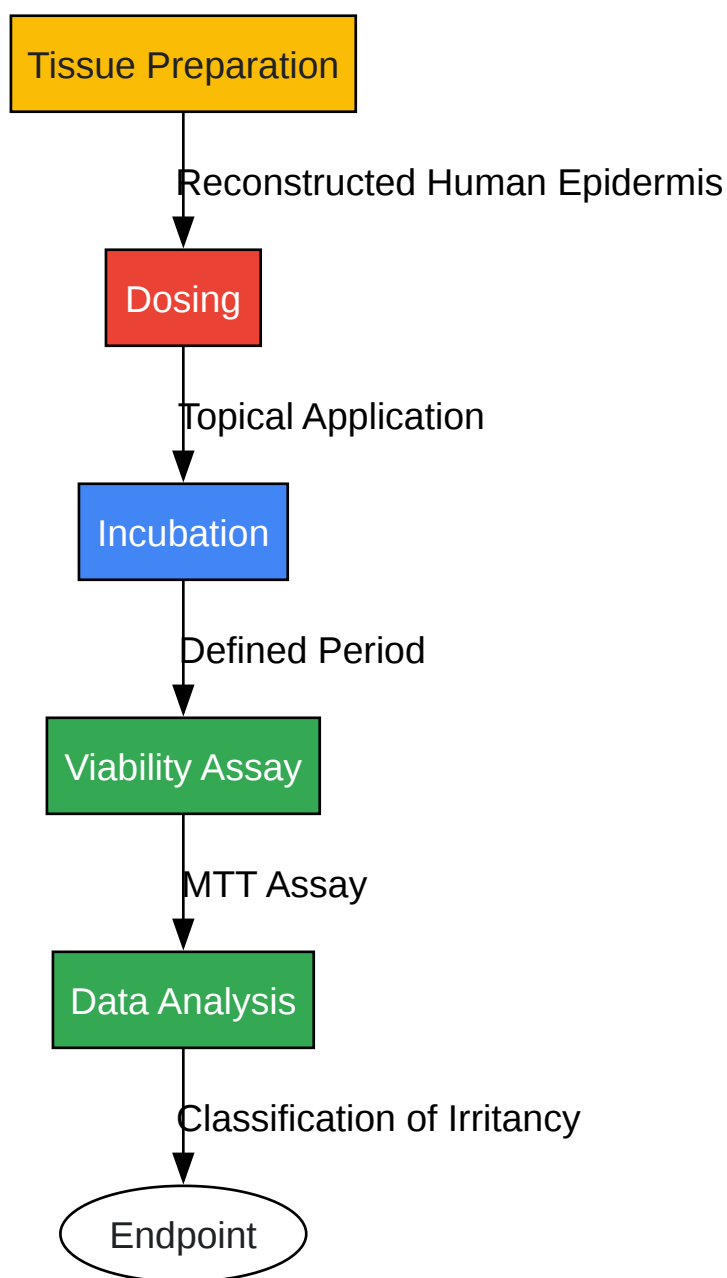 Tissue Preparation
Reconstructed Human Epidermis
Dosing
Topical Application
Incubation
Defined Period
Viability Assay
MTT Assay
Data Analysis
Classification of Irritancy
Endpoint